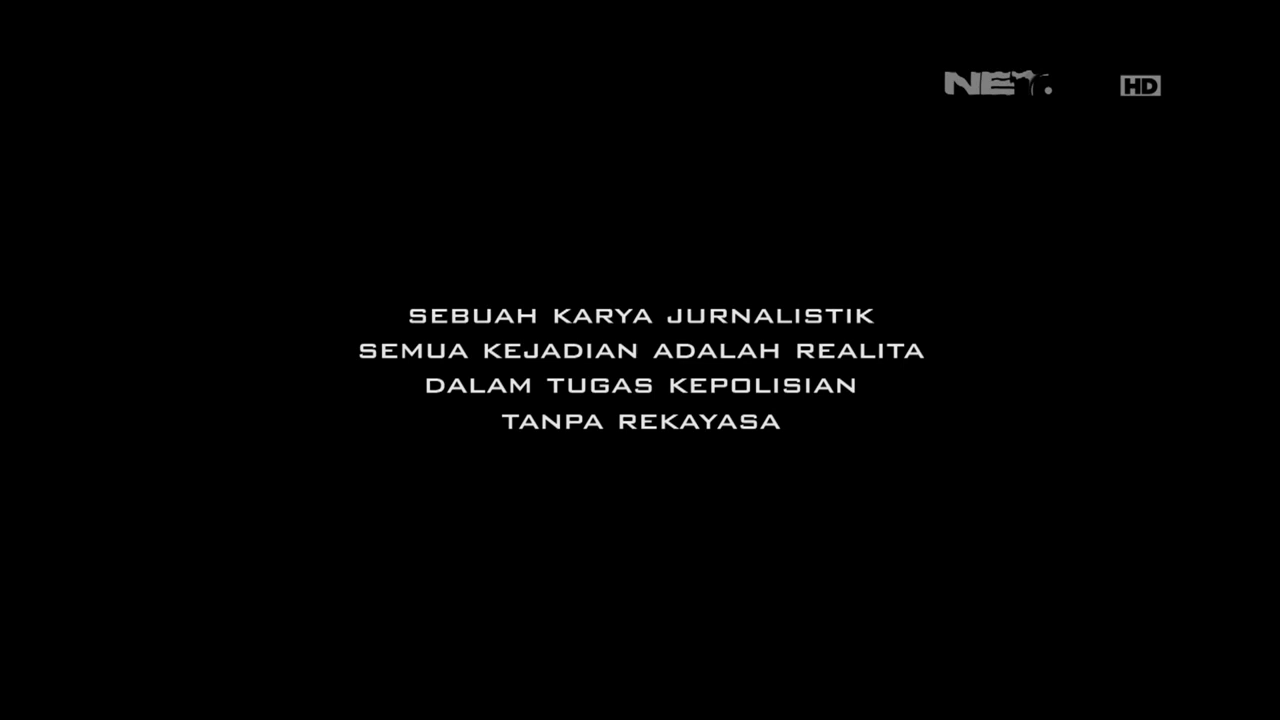 NET.
HD
SEBUAH KARYA JURNALISTIK
SEMUA KEJADIAN ADALAH REALITA
DALAM TUGAS KEPOLISIAN
TANPA REKAYASA